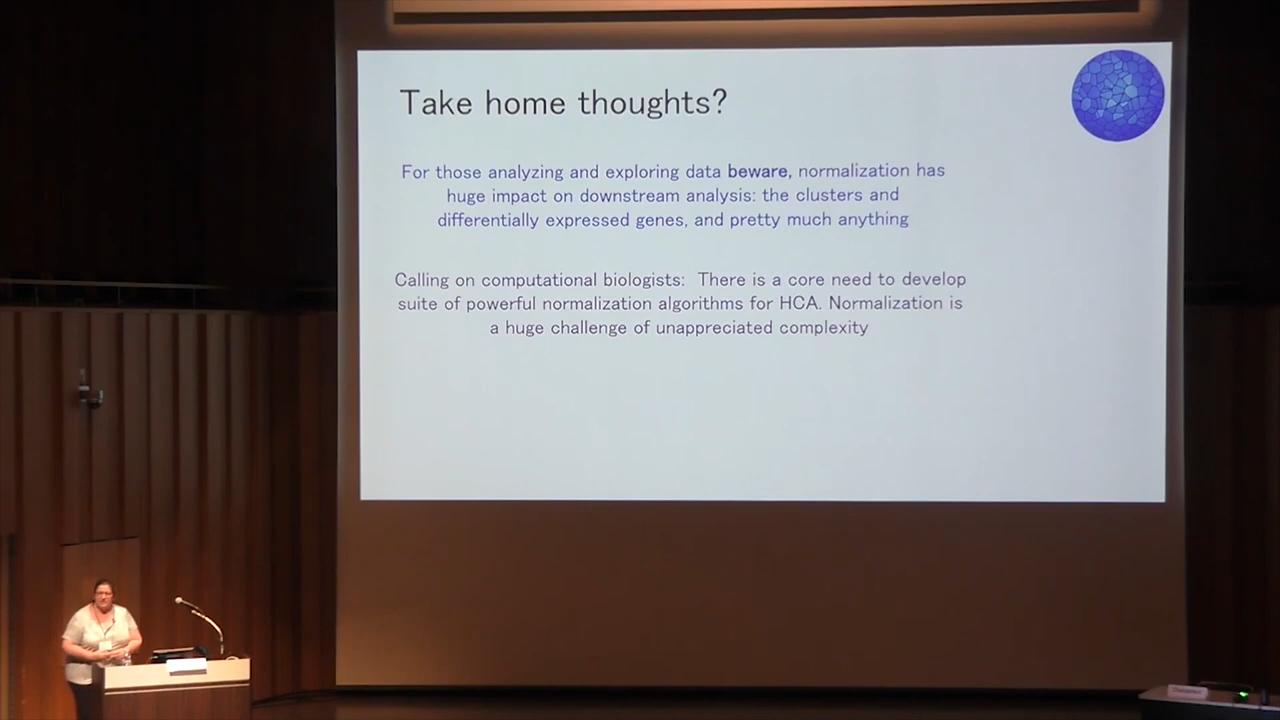 Take home thoughts?
For those analyzing and exploring data beware, normalization has
huge impact on downstream analysis: the clusters and
differentially expressed genes, and pretty much anything
Calling on computational biologists: There is a core need to develop
suite of powerful normalization algorithms for HCA. Normalization is
a huge challenge of unappreciated complexity